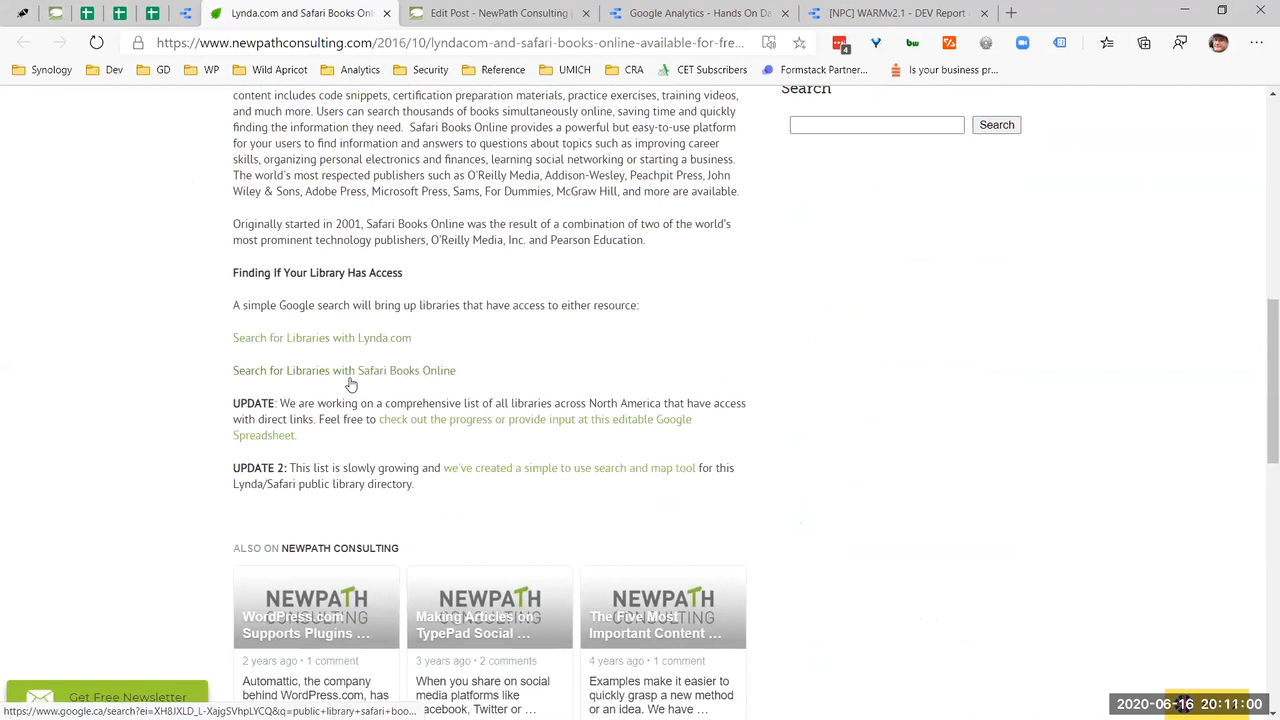 Lynda.com and Safari Books Onli
Edit Post - NewPath Consulting |
Google Analytics - Hands On Da
[NPC] WARMv2.1 - DEV Report -
https://www.newpathconsulting.com/2016/10/lyndacom-and-safari-books-online-available-for-fre...
4
bw
Synology
Dev
GD
WP
Wild Apricot
Analytics
Security
Reference
UMICH
CRA
CET Subscribers
Formstack Partner...
Is your business pr...
content includes code snippets, certification preparation materials, practice exercises, training videos,
and much more. Users can search thousands of books simultaneously online, saving time and quickly
finding the information they need. Safari Books Online provides a powerful but easy-to-use platform
for your users to find information and answers to questions about topics such as improving career
skills, organizing personal electronics and finances, learning social networking or starting a business.
The world's most respected publishers such as O'Reilly Media, Addison-Wesley, Peachpit Press, John
Wiley & Sons, Adobe Press, Microsoft Press, Sams, For Dummies, McGraw Hill, and more are available.
Search
Search
Originally started in 2001, Safari Books Online was the result of a combination of two of the world's
most prominent technology publishers, O'Reilly Media, Inc. and Pearson Education.
Finding If Your Library Has Access
A simple Google search will bring up libraries that have access to either resource:
Search for Libraries with Lynda.com
Search for Libraries with Safari Books Online
UPDATE: We are working on a comprehensive list of all libraries across North America that have access
with direct links. Feel free to check out the progress or provide input at this editable Google
Spreadsheet.
UPDATE 2: This list is slowly growing and we've created a simple to use search and map tool for this
Lynda/Safari public library directory.
ALSO ON NEWPATH CONSULTING
NEWPATH
CONSULTING
WordPress.com
Supports Plugins ...
2 years ago • 1 comment
Automattic, the company
behind WordPress.com, has
NEWPATH
CONSULTING
Making Articles on
TypePad Social ...
3 years ago • 2 comments
When you share on social
media platforms like
Facebook, Twitter or ...
NEWPATH
CONSULTING
The Five Most
Important Content ...
4 years ago • 1 comment
Examples make it easier to
quickly grasp a new method
or an idea. We have ...
Get Free Newsletter
https://www.google.ca/search?ei=XH8JXLD_L-XajgSVhpLYCQ&q=public+library+safari+boo...
2020-06-16 20:11:00